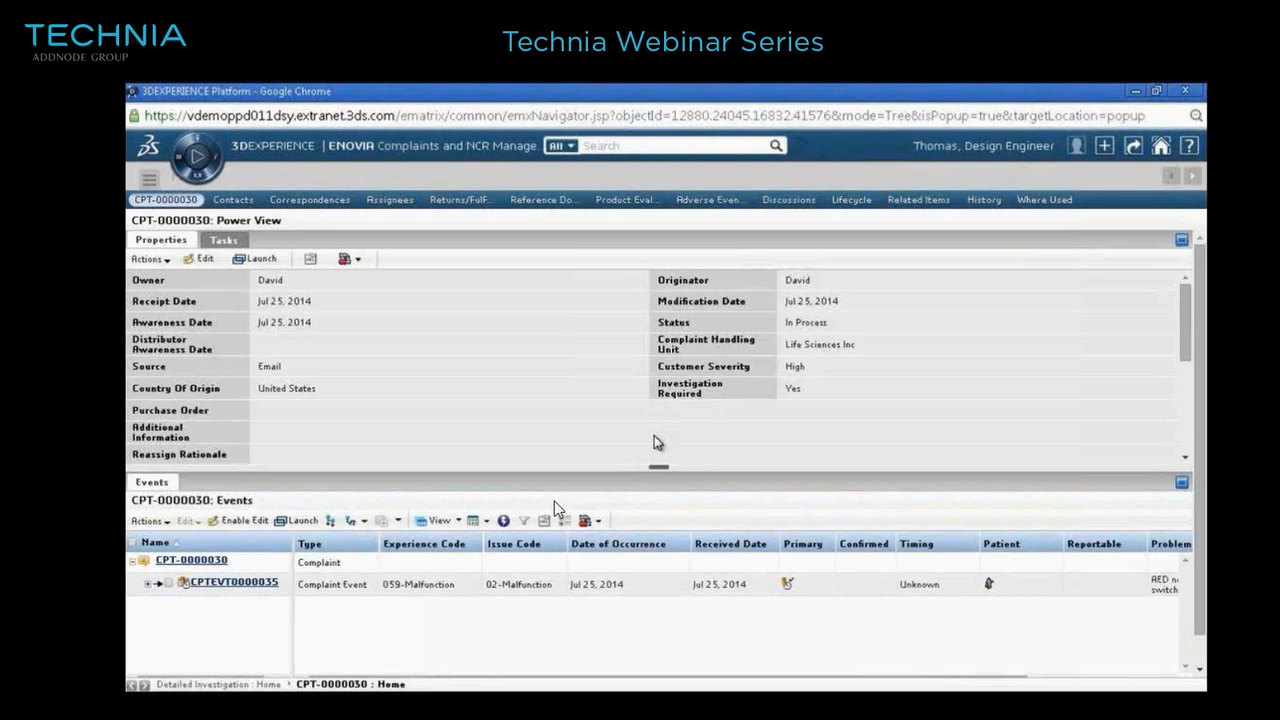 TECHNIA
ADDNODE GROUP
Technia Webinar Series
3DEXPERIENCE Platform - Google Chrome
https://vdemoppd011dsy.extranet.3ds.com/ematrix/common/emxNavigator.jsp?objectId=12880.24045.16832.41576&mode=Tree&isPopup=true&targetLocation=popup
3DEXPERIENCE | ENOVIA Complaints and NCR Manage. All Search Thomas, Design Engineer
CPT-0000030 Contacts Correspondences Assignees Returns/Fulf... Reference Do... Product Eval... Adverse Even... Discussions Lifecycle Related Items History Where Used
CPT-0000030: Power View
Properties Tasks
Actions Edit Launch
Owner David Originator David
Receipt Date Jul 25, 2014 Modification Date Jul 25, 2014
Awareness Date Jul 25, 2014 Status In Process
Distributor Awareness Date Complaint Handling Unit Life Sciences Inc
Source Email Customer Severity High
Country Of Origin United States Investigation Required Yes
Purchase Order
Additional Information
Reassign Rationale
Events
CPT-0000030: Events
Actions Edit Enable Edit Launch View
Name Type Experience Code Issue Code Date of Occurrence Received Date Primary Confirmed Timing Patient Reportable Problem
CPT-0000030 Complaint
CPTEVT0000035 Complaint Event 059-Malfunction 02-Malfunction Jul 25, 2014 Jul 25, 2014 Unknown AED
switch
Detailed Investigation : Home CPT-0000030 : Home